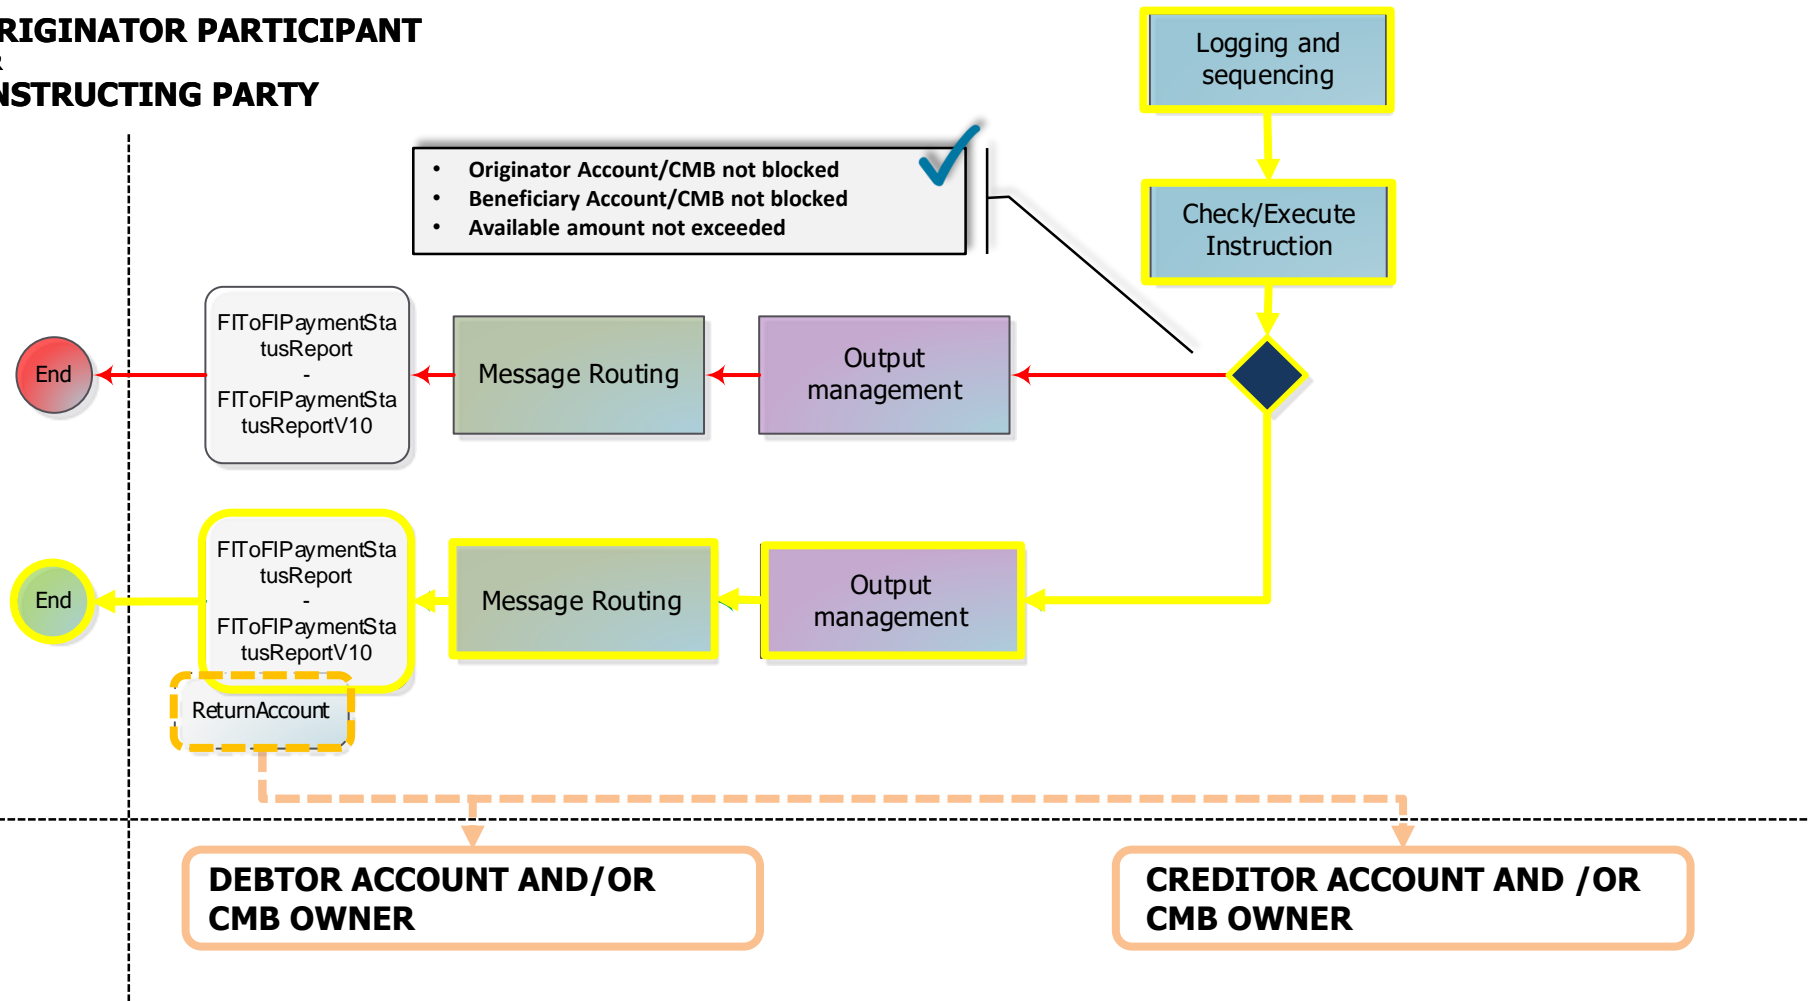 RIGINATOR PARTICIPANT
R
NSTRUCTING PARTY
Logging and
sequencing
• Originator Account/CMB not blocked
• Beneficiary Account/CMB not blocked
• Available amount not exceeded
Check/Execute
Instruction
End
FIToFIPaymentSta
tusReport
-
FIToFIPaymentSta
tusReportV10
Message Routing
Output
management
End
FIToFIPaymentSta
tusReport
-
FIToFIPaymentSta
tusReportV10
Message Routing
Output
management
ReturnAccount
DEBTOR ACCOUNT AND/OR
CMB OWNER
CREDITOR ACCOUNT AND /OR
CMB OWNER